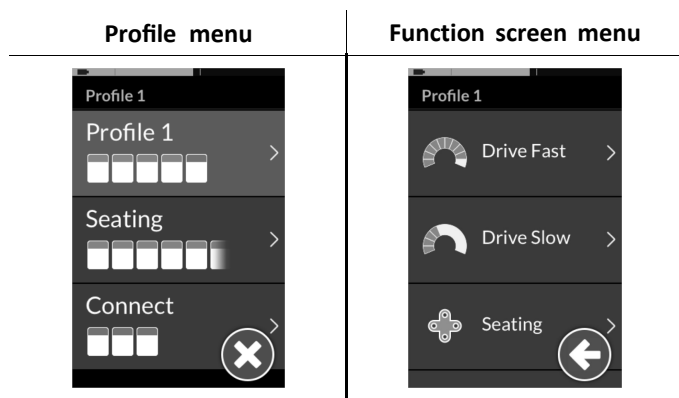 Profile menu
Function screen menu
Profile 1
Profile 1
Seating
Connect
Profile 1
Drive Fast
Drive Slow
Seating